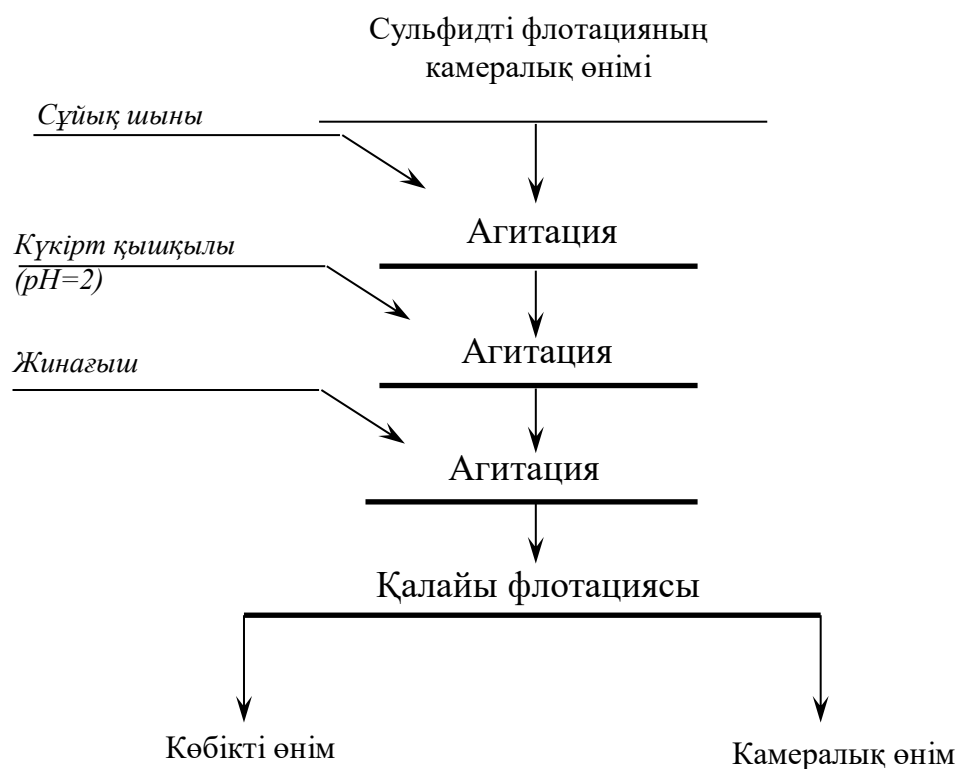 Сульфидті флотацияның
камералық өнімі
Сұйық шыны
Агитация
Күкірт қышқылы
(рН=2)
Агитация
Жинағыш
Агитация
Қалайы флотациясы
Көбікті өнім
Камералық өнім